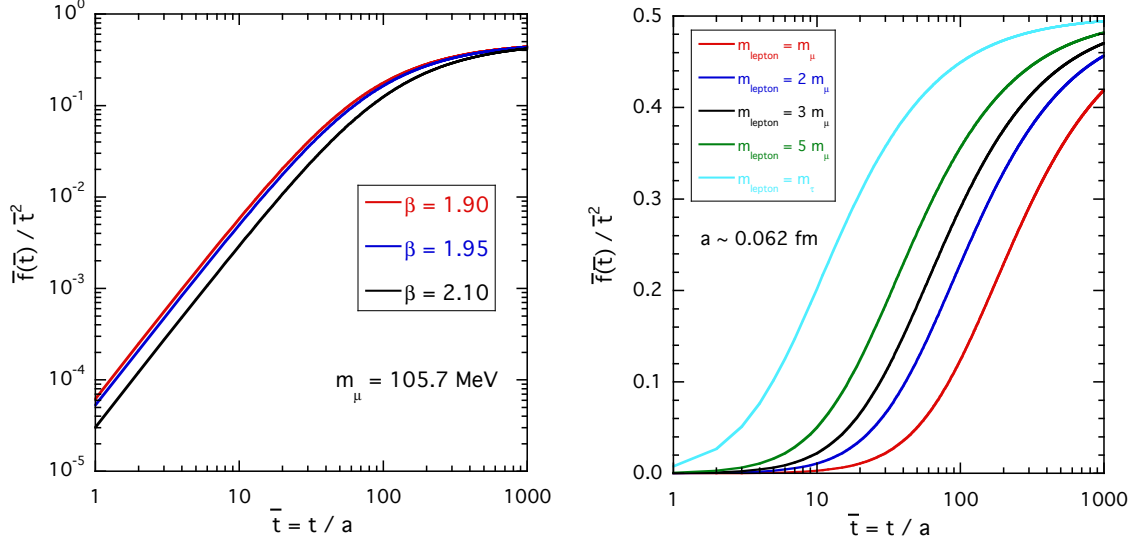 10⁰
10⁻¹
10⁻²
10⁻³
10⁻⁴
10⁻⁵
f̅(t̅) / t̅²
β = 1.90
β = 1.95
β = 2.10
m_μ = 105.7 MeV
1 10 100 1000
t̅ = t / a
0.5
0.4
0.3
0.2
0.1
0.0
f̅(t̅) / t̅²
m_lepton = m_μ
m_lepton = 2 m_μ
m_lepton = 3 m_μ
m_lepton = 5 m_μ
m_lepton = m_τ
a ~ 0.062 fm
1 10 100 1000
t̅ = t / a